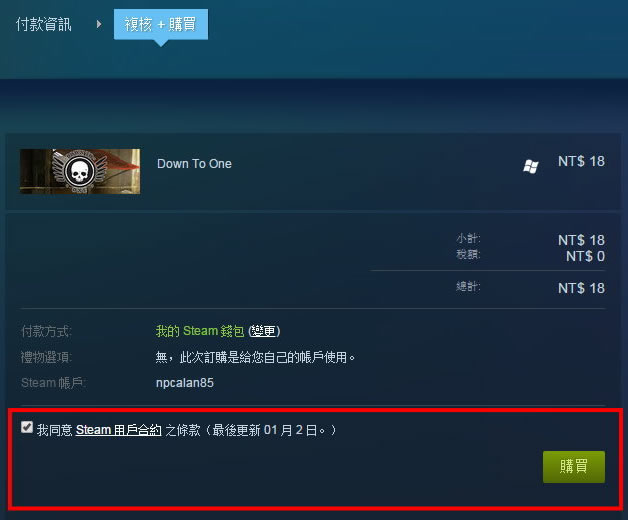 付款資訊 複核 + 購買
Down To One NT$ 18
小計: NT$ 18
稅額: NT$ 0
總計: NT$ 18
付款方式: 我的 Steam 錢包 (變更)
禮物選項: 無，此次訂購是給您自己的帳戶使用。
Steam 帳戶: npcalan85
我同意 Steam 用戶合約 之條款（最後更新 01 月 2 日。）
購買